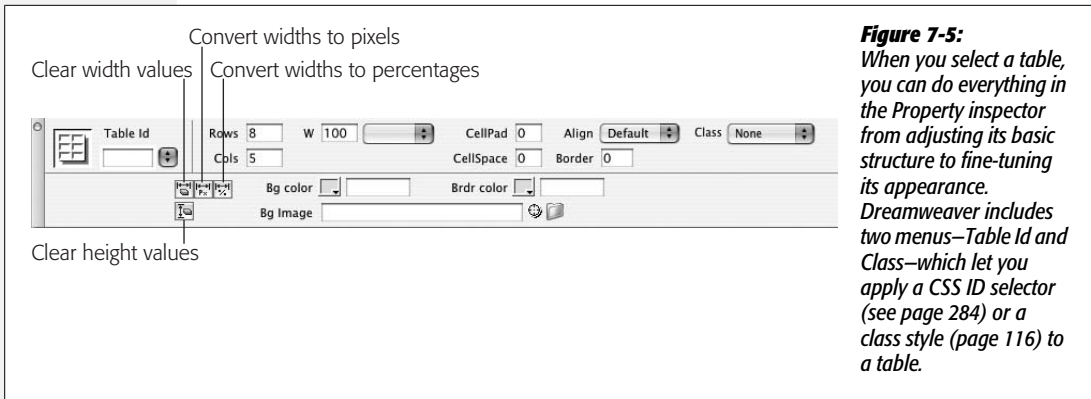 Convert widths to pixels
Clear width values
Convert widths to percentages
Table Id
Rows 8
W 100
CellPad 0
Align Default
Class None
Cols 5
CellSpace 0
Border 0
Px
%
Bg color
Brdr color
Bg Image
Clear height values
Figure 7-5:
When you select a table,
you can do everything in
the Property inspector
from adjusting its basic
structure to fine-tuning
its appearance.
Dreamweaver includes
two menus—Table Id and
Class—which let you
apply a CSS ID selector
(see page 284) or a
class style (page 116) to
a table.